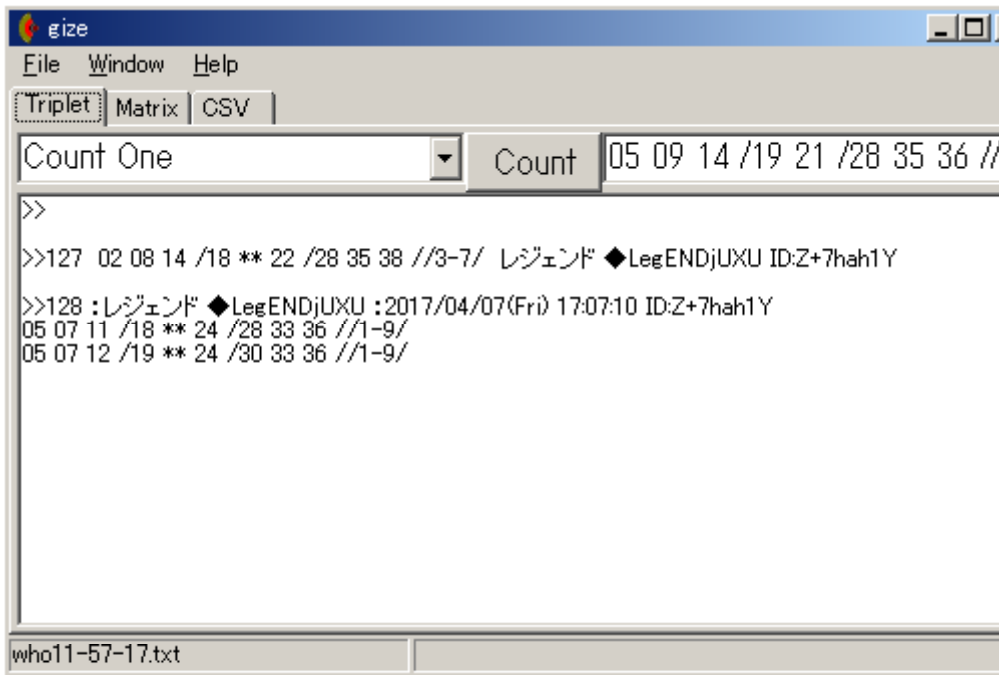 gize
File Window Help
Triplet Matrix CSV
Count One Count 05 09 14 /19 21 /28 35 36 //
>>
>>127 02 08 14 /18 ** 22 /28 35 38 //3-7/ レジェンド ◆LegENDjUXU ID:Z+7hah1Y
>>128 :レジェンド ◆LegENDjUXU :2017/04/07(Fri) 17:07:10 ID:Z+7hah1Y
05 07 11 /18 ** 24 /28 33 36 //1-9/
05 07 12 /19 ** 24 /30 33 36 //1-9/
who11-57-17.txt